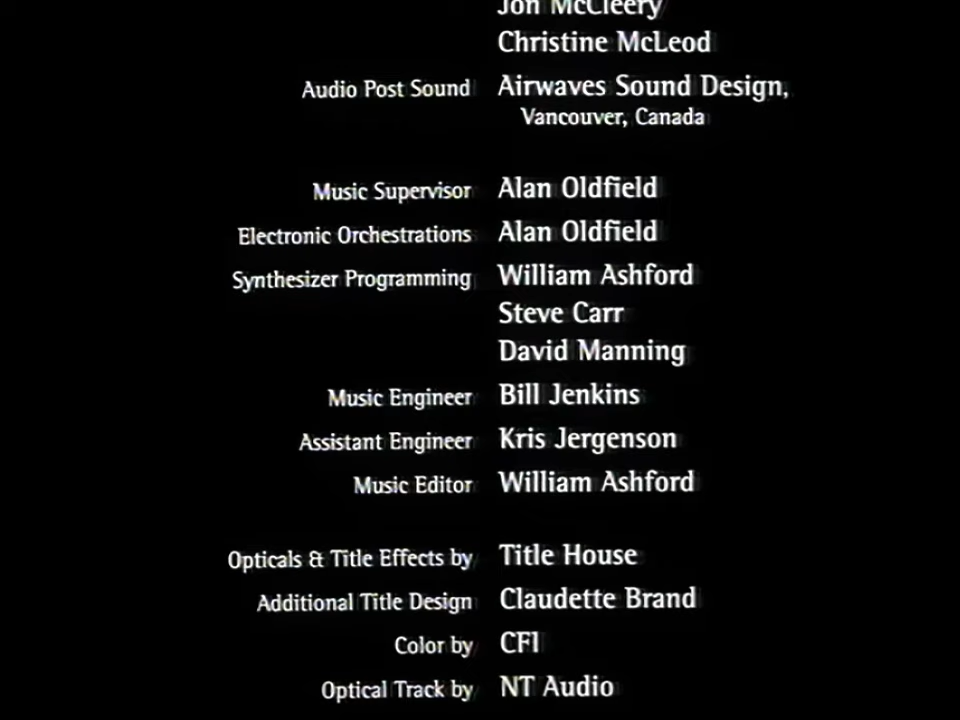 Jon McCleery
Christine McLeod
Audio Post Sound Airwaves Sound Design,
Vancouver, Canada
Music Supervisor Alan Oldfield
Electronic Orchestrations Alan Oldfield
Synthesizer Programming William Ashford
Steve Carr
David Manning
Music Engineer Bill Jenkins
Assistant Engineer Kris Jergenson
Music Editor William Ashford
Opticals & Title Effects by Title House
Additional Title Design Claudette Brand
Color by CFI
Optical Track by NT Audio